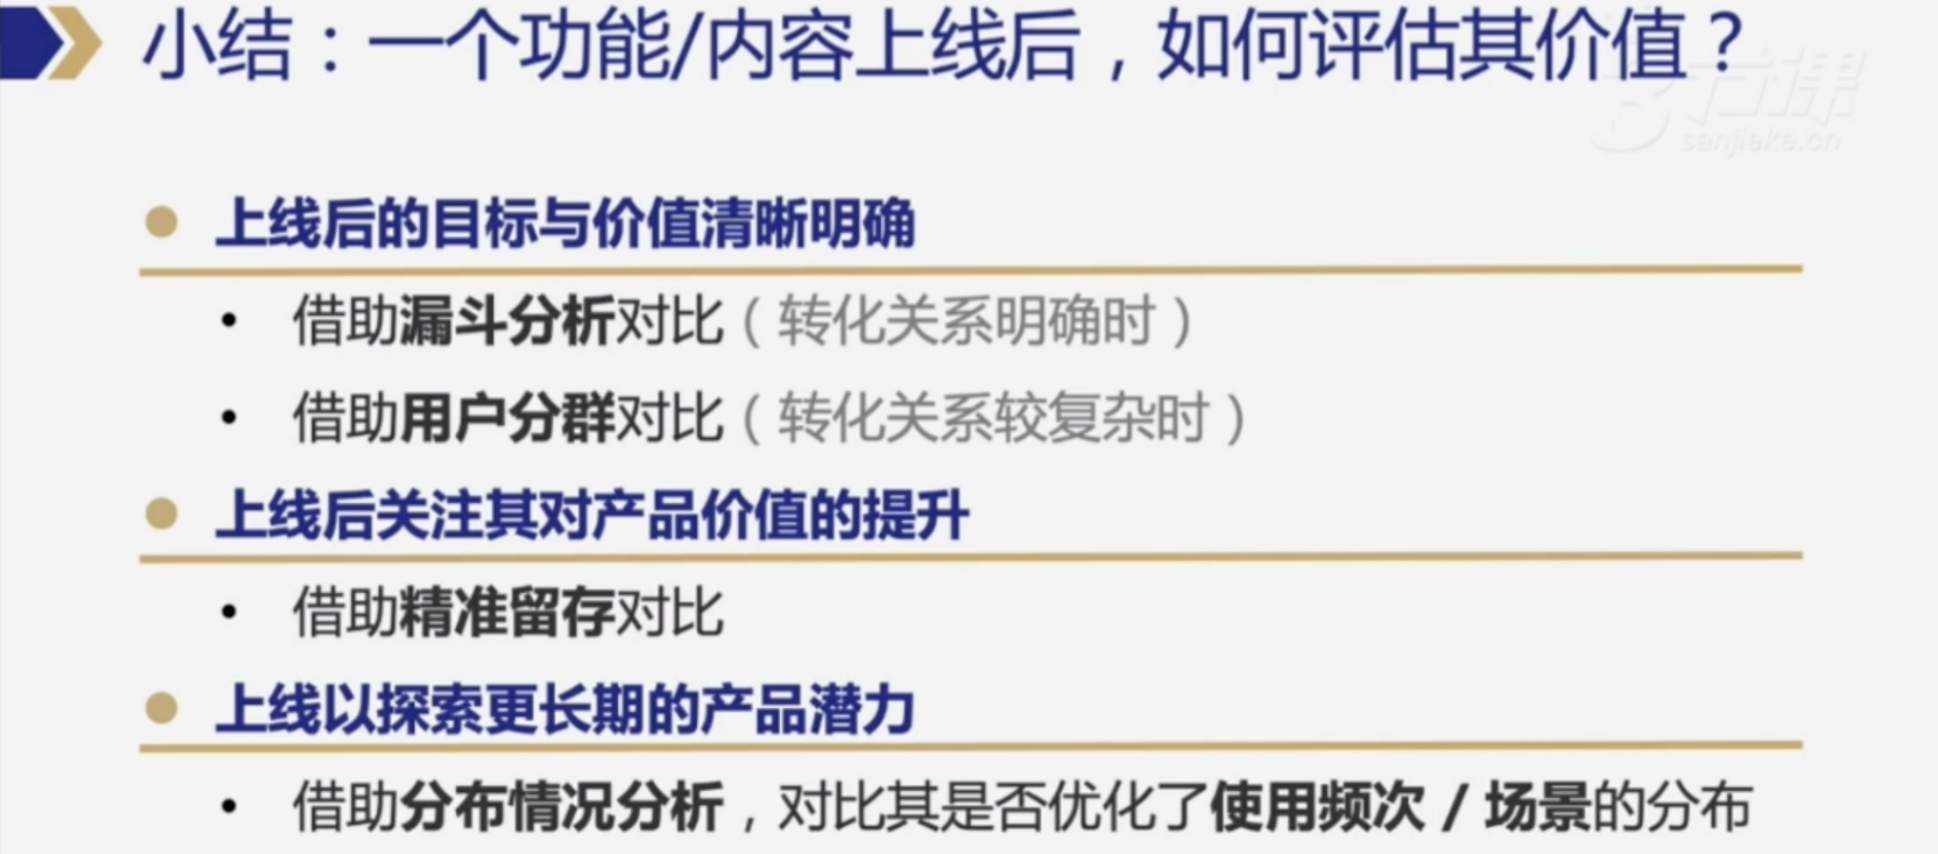 小结：一个功能/内容上线后，如何评估其价值？
三节课
sanjieke.cn
上线后的目标与价值清晰明确
• 借助漏斗分析对比（转化关系明确时）
• 借助用户分群对比（转化关系较复杂时）
上线后关注其对产品价值的提升
• 借助精准留存对比
上线以探索更长期的产品潜力
• 借助分布情况分析，对比其是否优化了使用频次 / 场景的分布